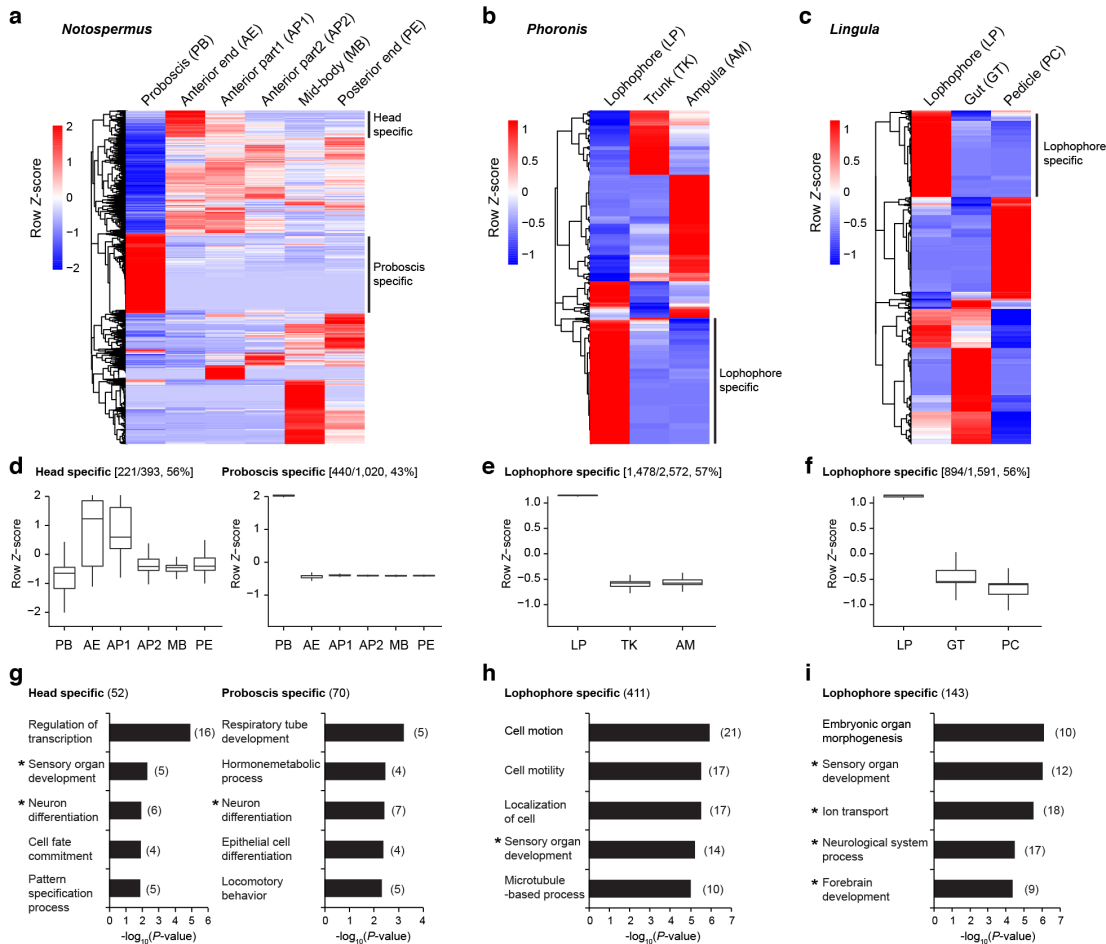 a
Notospermus
Proboscis (PB)
Anterior end (AE)
Anterior part1 (AP1)
Anterior part2 (AP2)
Mid-body (MB)
Posterior end (PE)
Row Z-score
2
1
0
−1
−2
Head
specific
Proboscis
specific
b
Phoronis
Lophophore (LP)
Trunk (TK)
Ampulla (AM)
Row Z-score
1
0.5
0
−0.5
−1
Lophophore
specific
c
Lingula
Lophophore (LP)
Gut (GT)
Pedicle (PC)
Row Z-score
1
0.5
0
−0.5
−1
Lophophore
specific
d
Head specific [221/393, 56%]
Row Z-score
2
1
0
−1
−2
PB AE AP1 AP2 MB PE
Proboscis specific [440/1,020, 43%]
Row Z-score
2
1
0
−1
PB AE AP1 AP2 MB PE
e
Lophophore specific [1,478/2,572, 57%]
Row Z-score
1.0
0.5
0.0
−0.5
−1.0
LP TK AM
f
Lophophore specific [894/1,591, 56%]
Row Z-score
1.0
0.5
0.0
−0.5
−1.0
LP GT PC
g
Head specific (52)
Regulation of
transcription
(16)
* Sensory organ
development
(5)
* Neuron
differentiation
(6)
Cell fate
commitment
(4)
Pattern
specification
process
(5)
0 1 2 3 4 5 6
-log10(P-value)
Proboscis specific (70)
Respiratory tube
development
(5)
Hormonemetabolic
process
(4)
* Neuron
differentiation
(7)
Epithelial cell
differentiation
(4)
Locomotory
behavior
(5)
0 1 2 3 4
-log10(P-value)
h
Lophophore specific (411)
Cell motion
(21)
Cell motility
(17)
Localization
of cell
(17)
* Sensory organ
development
(14)
Microtubule
-based process
(10)
0 1 2 3 4 5 6 7
-log10(P-value)
i
Lophophore specific (143)
Embryonic organ
morphogenesis
(10)
* Sensory organ
development
(12)
* Ion transport
(18)
* Neurological system
process
(17)
* Forebrain
development
(9)
0 1 2 3 4 5 6 7
-log10(P-value)